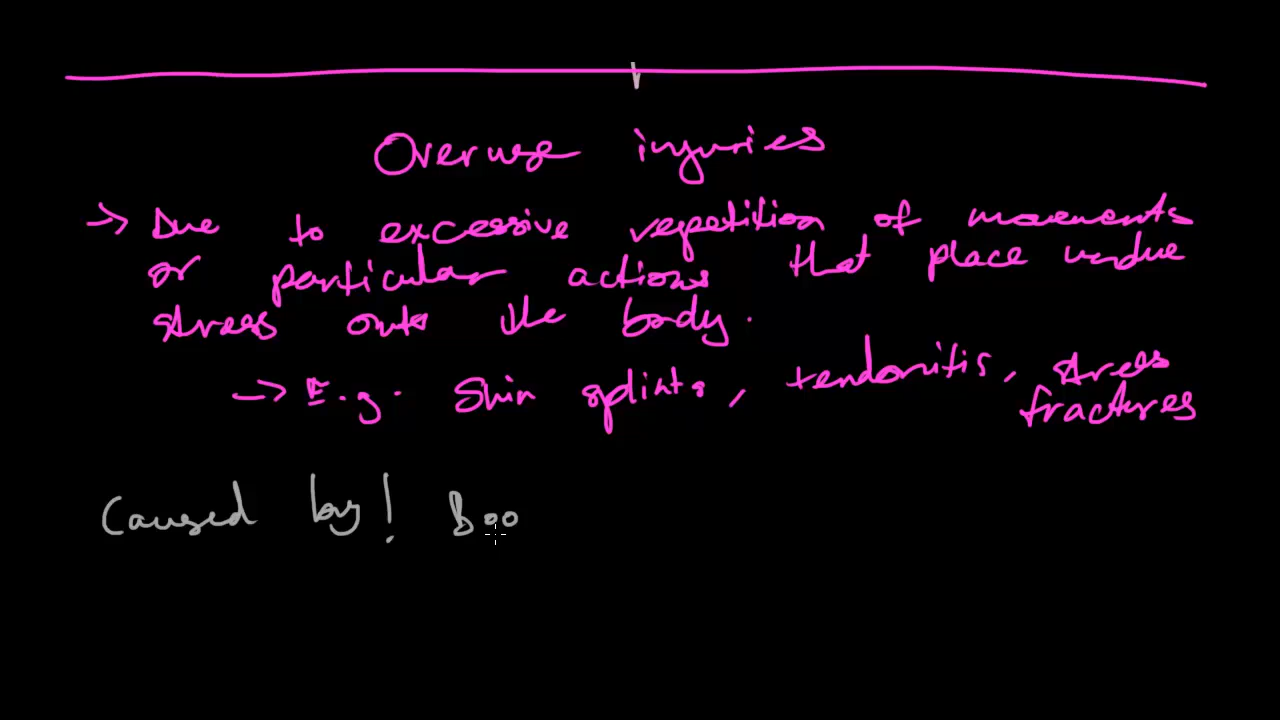 Overuse injuries
→ Due to excessive repetition of movements
or particular actions that place undue
stress onto the body.
→ E.g. Shin splints, tendonitis, stress
fractures
Caused by! Boo